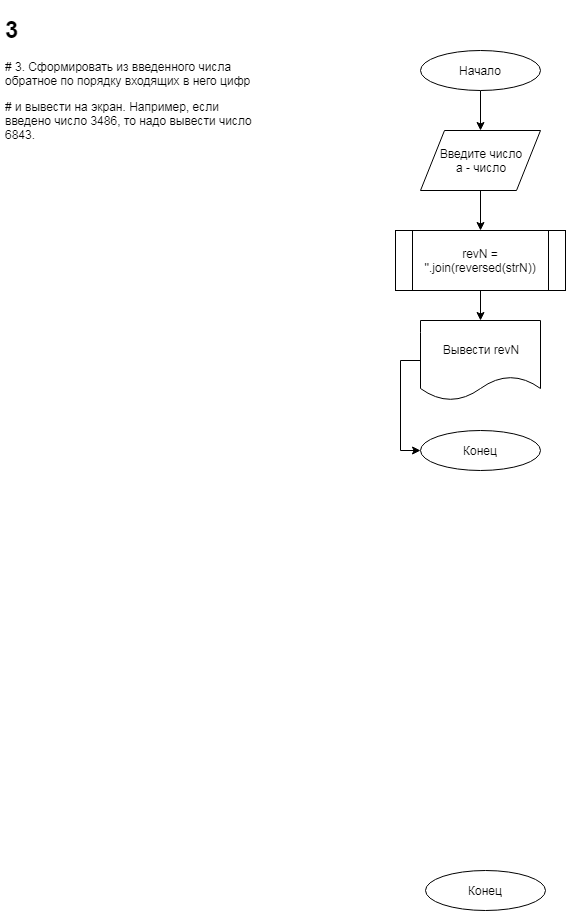 3
# 3. Сформировать из введенного числа
обратное по порядку входящих в него цифр
# и вывести на экран. Например, если
введено число 3486, то надо вывести число
6843.
Начало
Введите число
a - число
revN =
''.join(reversed(strN))
Вывести revN
Конец
Конец